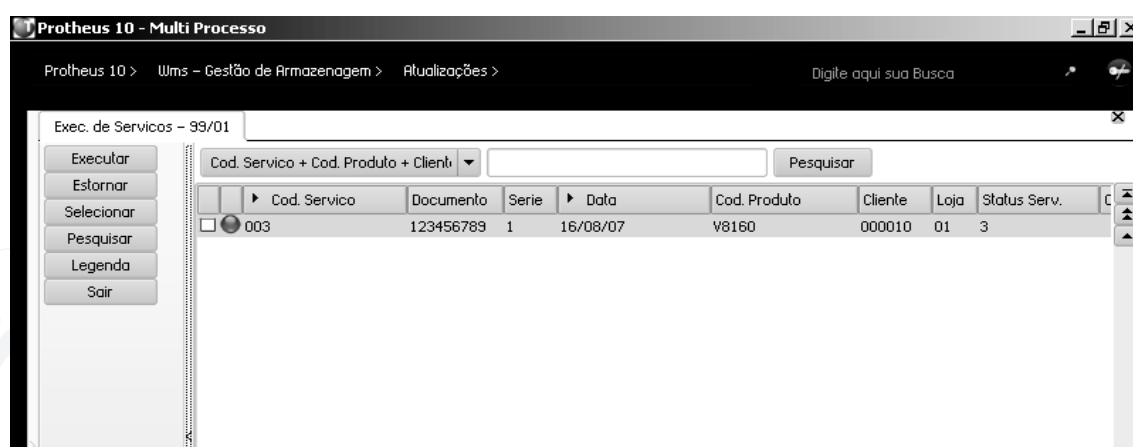 Protheus 10 - Multi Processo
Protheus 10 > Wms – Gestão de Armazenagem > Atualizações > Digite aqui sua Busca
Exec. de Servicos – 99/01
Executar
Estornar
Selecionar
Pesquisar
Legenda
Sair
Cod. Servico + Cod. Produto + Client Pesquisar
Cod. Servico Documento Serie Data Cod. Produto Cliente Loja Status Serv.
003 123456789 1 16/08/07 V8160 000010 01 3